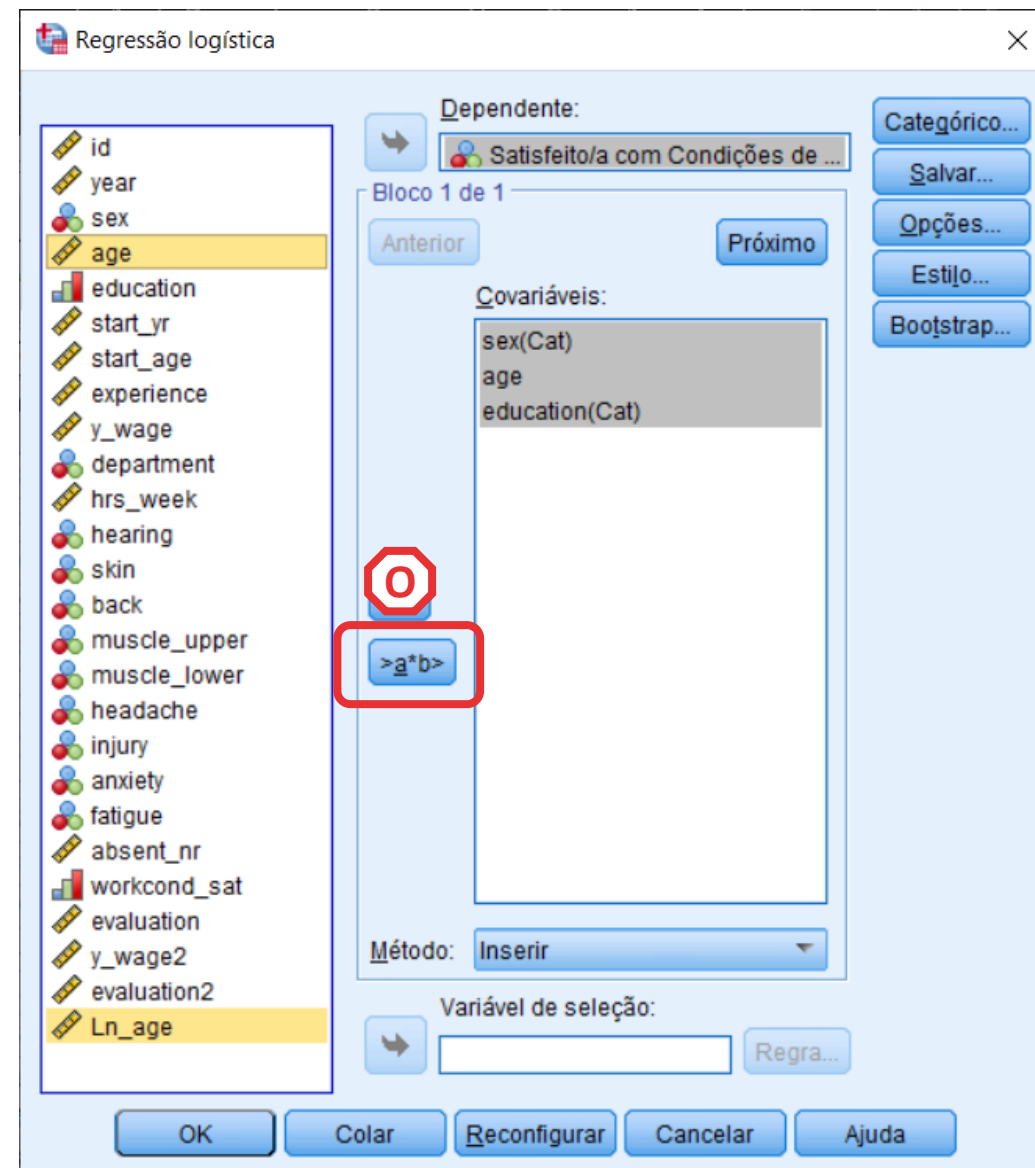 Regressão logística
id
year
sex
age
education
start_yr
start_age
experience
y_wage
department
hrs_week
hearing
skin
back
muscle_upper
muscle_lower
headache
injury
anxiety
fatigue
absent_nr
workcond_sat
evaluation
y_wage2
evaluation2
Ln_age
Dependente:
Satisfeito/a com Condições de ...
Bloco 1 de 1
Anterior
Próximo
Covariáveis:
sex(Cat)
age
education(Cat)
O
>a*b>
Método:
Inserir
Variável de seleção:
Regra...
Categórico...
Salvar...
Opções...
Estilo...
Bootstrap...
OK
Colar
Reconfigurar
Cancelar
Ajuda